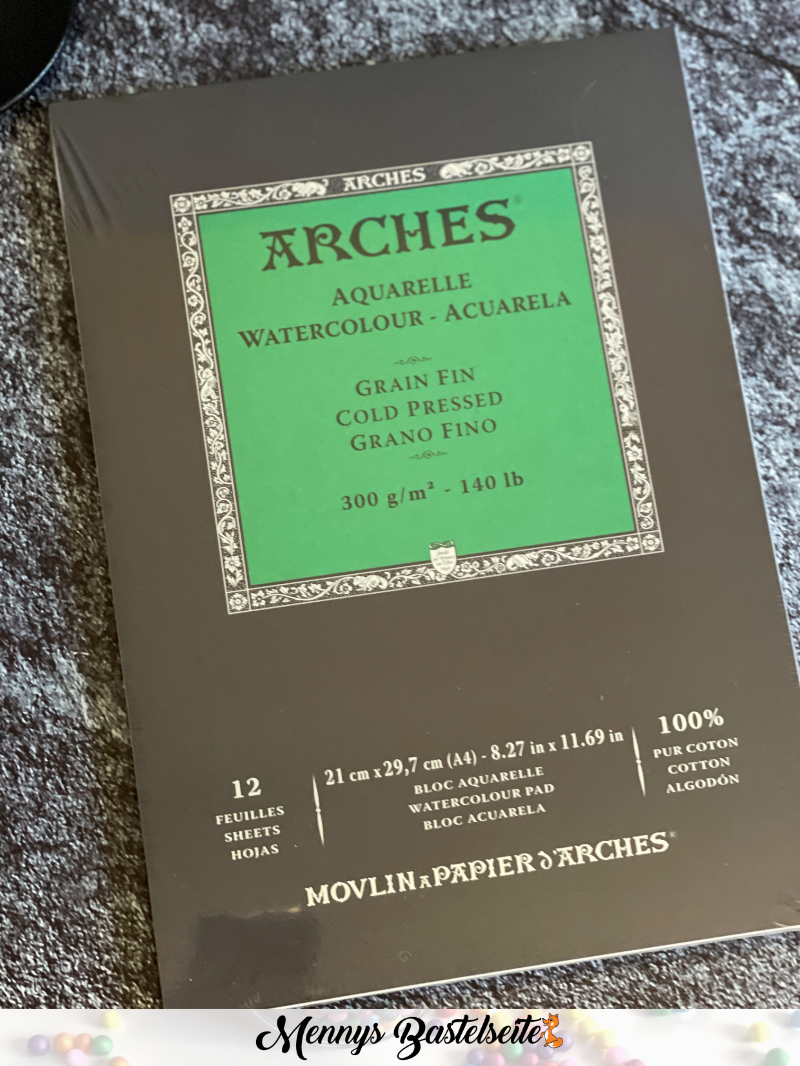 ARCHES
ARCHES®
AQUARELLE
WATERCOLOUR - ACUARELA
GRAIN FIN
COLD PRESSED
GRANO FINO
300 g/m² - 140 lb
12
FEUILLES
SHEETS
HOJAS
21 cm x 29,7 cm (A4) - 8.27 in x 11.69 in
BLOC AQUARELLE
WATERCOLOUR PAD
BLOC ACUARELA
100%
PUR COTON
COTTON
ALGODÓN
MOVLIN A PAPIER D'ARCHES®
Mennys Bastelseite